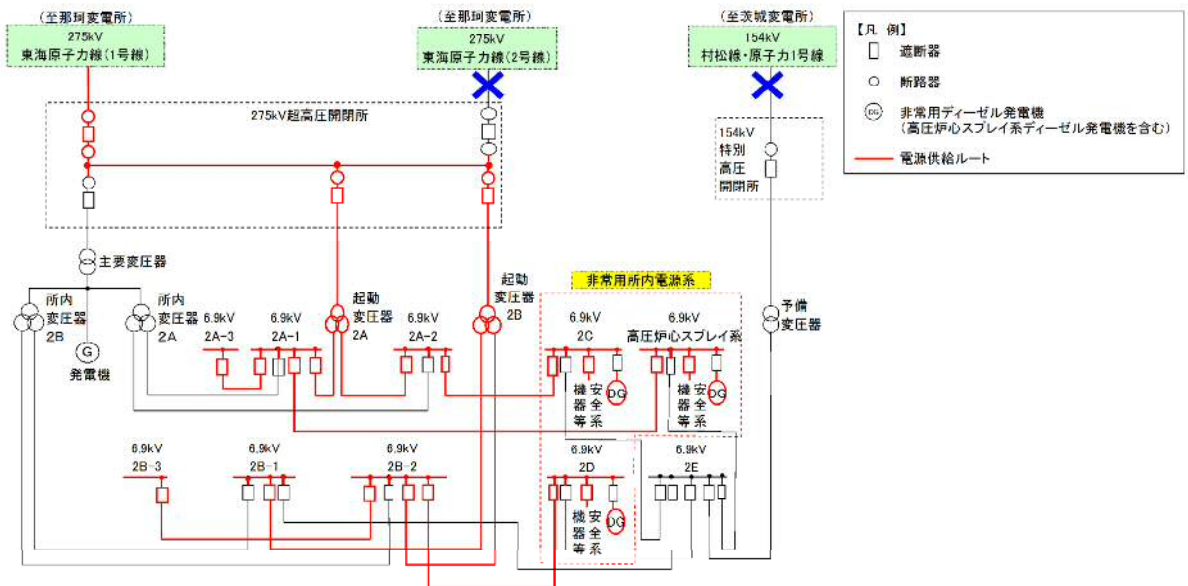 (至那珂変電所)
275kV
東海原子力線(1号線)
(至那珂変電所)
275kV
東海原子力線(2号線)
(至茨城変電所)
154kV
村松線・原子力1号線
【凡 例】
遮断器
断路器
DG
非常用ディーゼル発電機
(高圧炉心スプレイ系ディーゼル発電機を含む)
電源供給ルート
275kV超高圧開閉所
154kV
特別
高圧
開閉所
主要変圧器
所内
変圧器
2B
所内
変圧器
2A
G
発電機
6.9kV
2A-3
6.9kV
2A-1
起動
変圧器
2A
6.9kV
2A-2
起動
変圧器
2B
非常用所内電源系
6.9kV
2C
6.9kV
高圧炉心スプレイ系
予備
変圧器
安全系
機器等
DG
安全系
機器等
DG
6.9kV
2B-3
6.9kV
2B-1
6.9kV
2B-2
6.9kV
2D
6.9kV
2E
安全系
機器等
DG